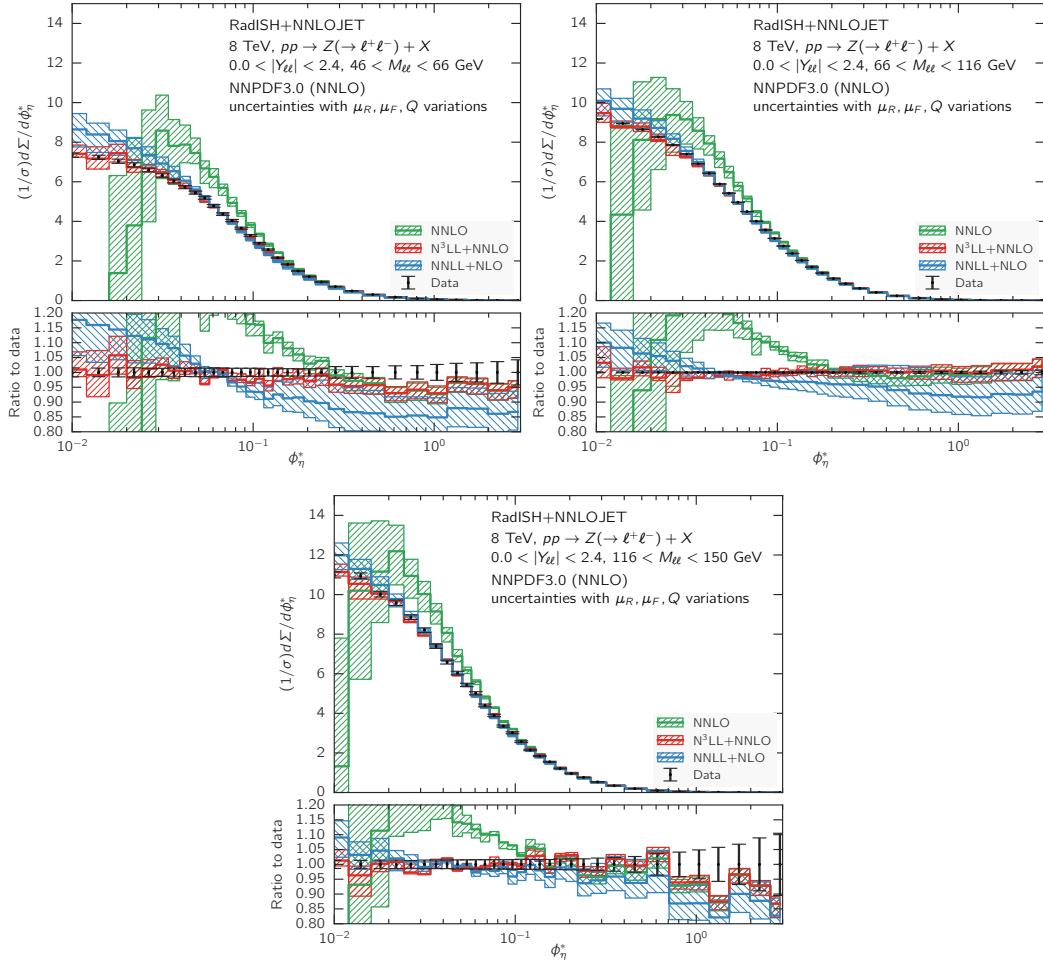 RadISH+NNLOJET
8 TeV, pp → Z(→ ℓ⁺ℓ⁻) + X
0.0 < |Yℓℓ| < 2.4, 46 < Mℓℓ < 66 GeV
NNPDF3.0 (NNLO)
uncertainties with μR, μF, Q variations
(1/σ)dΣ/dφ*η
14
12
10
8
6
4
2
0
NNLO
N³LL+NNLO
NNLL+NLO
Data
Ratio to data
1.20
1.15
1.10
1.05
1.00
0.95
0.90
0.85
0.80
10⁻² 10⁻¹ 10⁰
φ*η
RadISH+NNLOJET
8 TeV, pp → Z(→ ℓ⁺ℓ⁻) + X
0.0 < |Yℓℓ| < 2.4, 66 < Mℓℓ < 116 GeV
NNPDF3.0 (NNLO)
uncertainties with μR, μF, Q variations
(1/σ)dΣ/dφ*η
14
12
10
8
6
4
2
0
NNLO
N³LL+NNLO
NNLL+NLO
Data
Ratio to data
1.20
1.15
1.10
1.05
1.00
0.95
0.90
0.85
0.80
10⁻² 10⁻¹ 10⁰
φ*η
RadISH+NNLOJET
8 TeV, pp → Z(→ ℓ⁺ℓ⁻) + X
0.0 < |Yℓℓ| < 2.4, 116 < Mℓℓ < 150 GeV
NNPDF3.0 (NNLO)
uncertainties with μR, μF, Q variations
(1/σ)dΣ/dφ*η
14
12
10
8
6
4
2
0
NNLO
N³LL+NNLO
NNLL+NLO
Data
Ratio to data
1.20
1.15
1.10
1.05
1.00
0.95
0.90
0.85
0.80
10⁻² 10⁻¹ 10⁰
φ*η